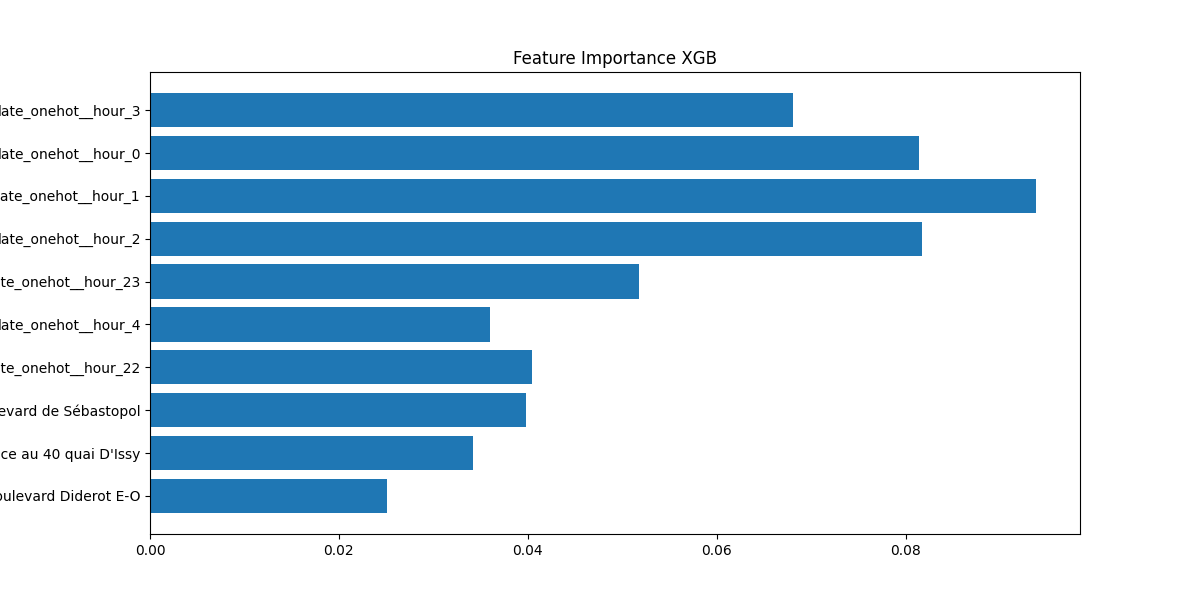 Feature Importance XGB
late_onehot__hour_3
late_onehot__hour_0
ate_onehot__hour_1
late_onehot__hour_2
te_onehot__hour_23
late_onehot__hour_4
te_onehot__hour_22
evard de Sébastopol
ce au 40 quai D'Issy
oulevard Diderot E-O
0.00 0.02 0.04 0.06 0.08